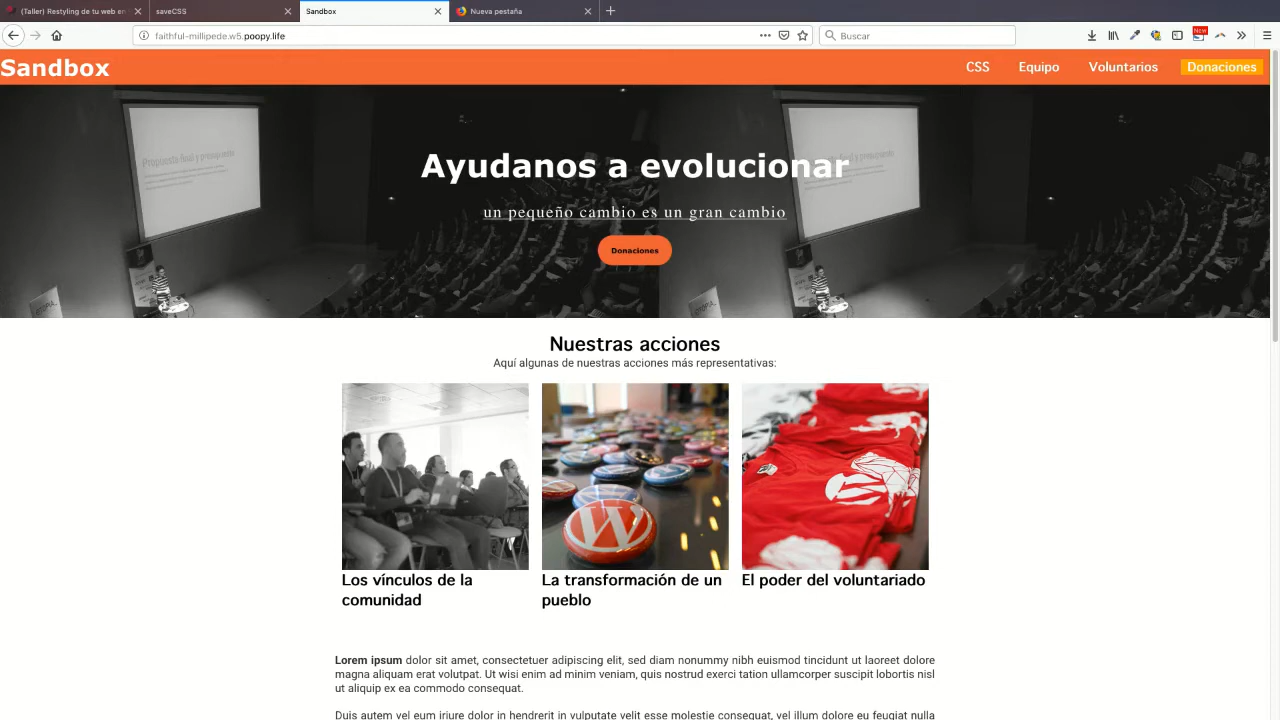 (Taller) Restyling de tu web en
saveCSS
Sandbox
Nueva pestaña
faithful-millipede.w5.poopy.life
Buscar
New
Sandbox
CSS
Equipo
Voluntarios
Donaciones
Propuesta final y presupuesto
Ayudanos a evolucionar
un pequeño cambio es un gran cambio
Donaciones
Nuestras acciones
Aquí algunas de nuestras acciones más representativas:
Los vínculos de la
comunidad
La transformación de un
pueblo
El poder del voluntariado
Lorem ipsum dolor sit amet, consectetuer adipiscing elit, sed diam nonummy nibh euismod tincidunt ut laoreet dolore
magna aliquam erat volutpat. Ut wisi enim ad minim veniam, quis nostrud exerci tation ullamcorper suscipit lobortis nisl
ut aliquip ex ea commodo consequat.
Duis autem vel eum iriure dolor in hendrerit in vulputate velit esse molestie consequat, vel illum dolore eu feugiat nulla